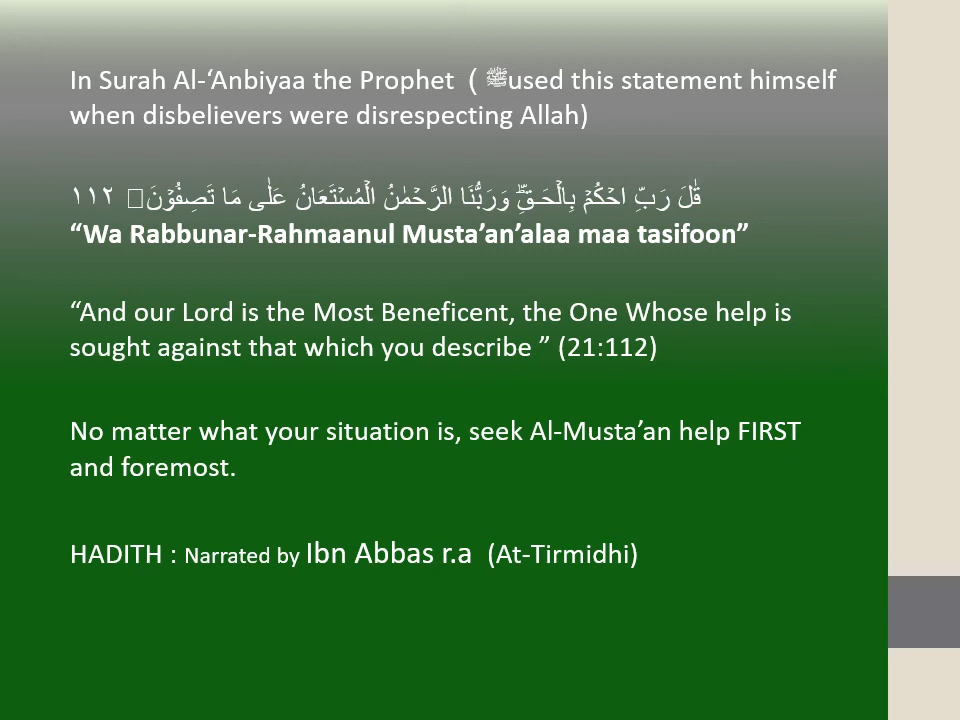 In Surah Al-‘Anbiyaa the Prophet ( ﷺused this statement himself
when disbelievers were disrespecting Allah)
قٰلَ رَبِّ احۡكُمۡ بِالۡحَـقِّ‌ؕ وَرَبُّنَا الرَّحۡمٰنُ الۡمُسۡتَعَانُ عَلٰى مَا تَصِفُوۡنَ ۱۱۲
“Wa Rabbunar-Rahmaanul Musta’an’alaa maa tasifoon”
“And our Lord is the Most Beneficent, the One Whose help is
sought against that which you describe ” (21:112)
No matter what your situation is, seek Al-Musta’an help FIRST
and foremost.
HADITH : Narrated by Ibn Abbas r.a (At-Tirmidhi)